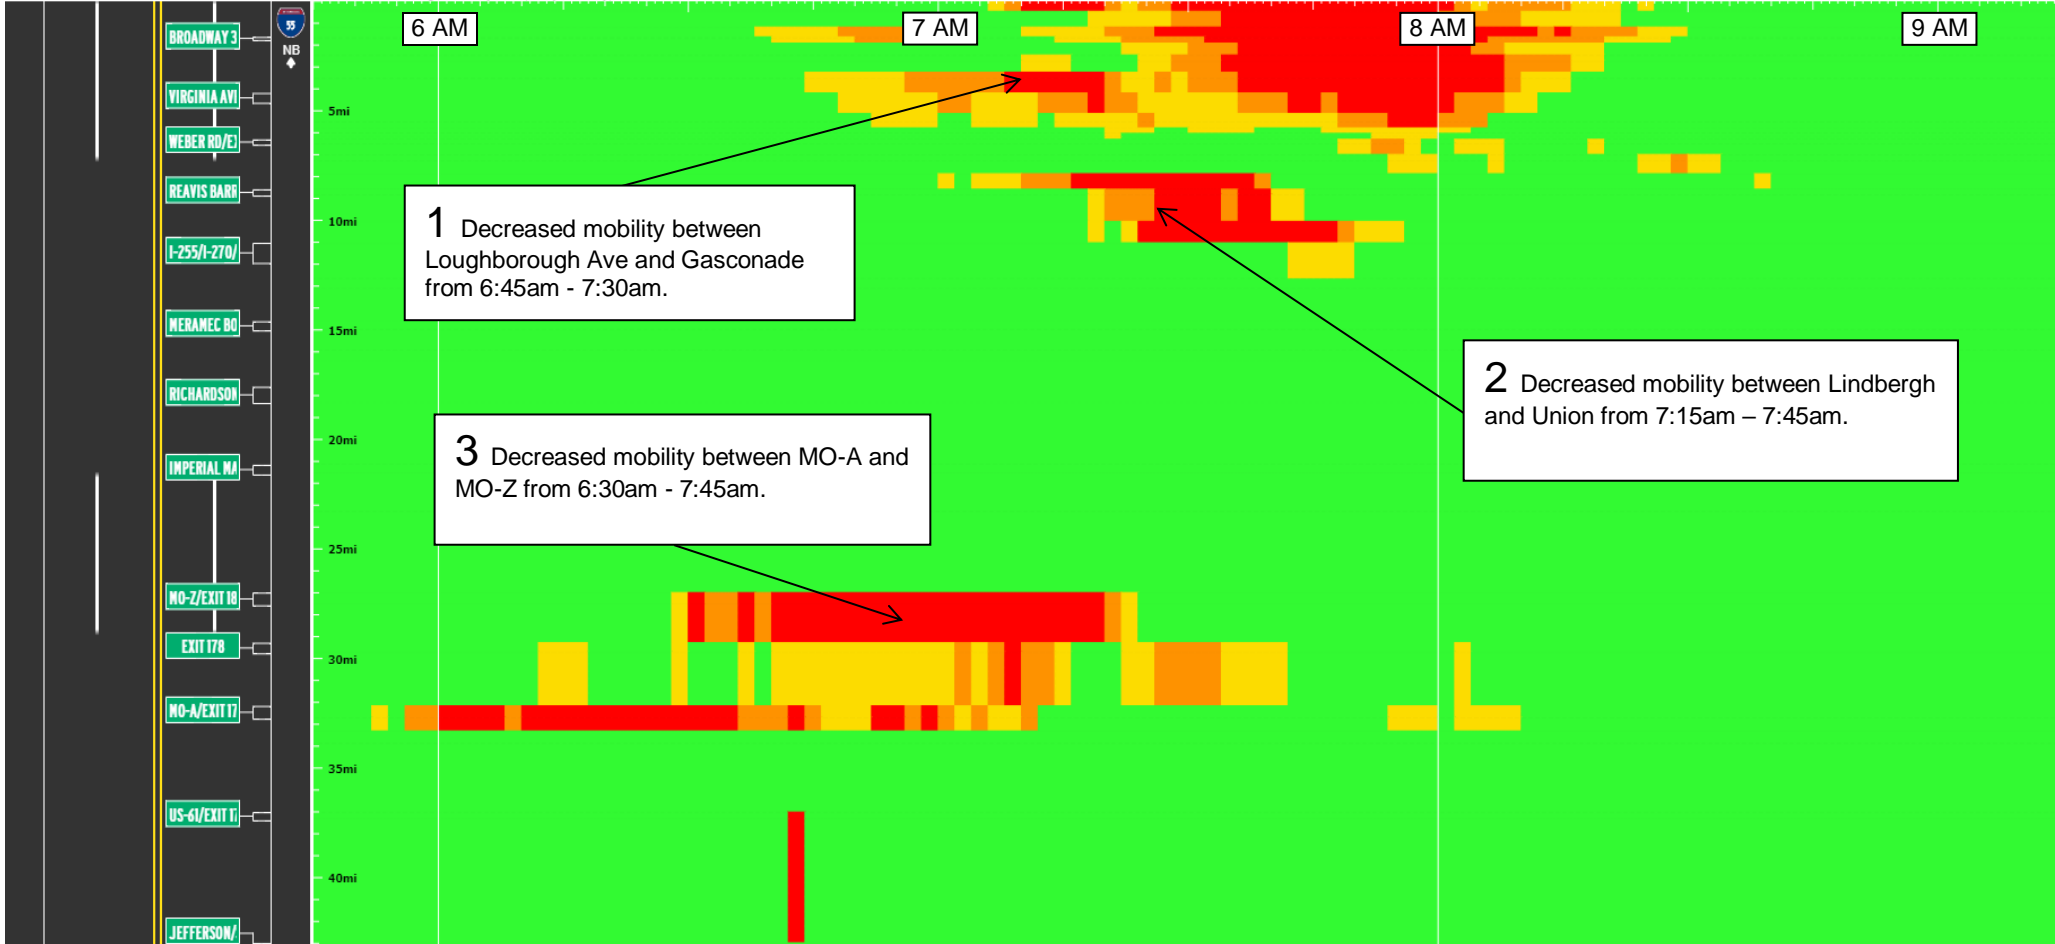 6 AM
7 AM
8 AM
9 AM
33
NB
BROADWAY 3
VIRGINIA AVE
WEBER RD/E
REAVIS BARR
I-255/I-270/
MERAMEC BO
RICHARDSON
IMPERIAL MA
MO-Z/EXIT 18
EXIT 178
MO-A/EXIT 17
US-61/EXIT 17
JEFFERSON/
5mi
10mi
15mi
20mi
25mi
30mi
35mi
40mi
1 Decreased mobility between
Loughborough Ave and Gasconade
from 6:45am - 7:30am.
2 Decreased mobility between Lindbergh
and Union from 7:15am – 7:45am.
3 Decreased mobility between MO-A and
MO-Z from 6:30am - 7:45am.